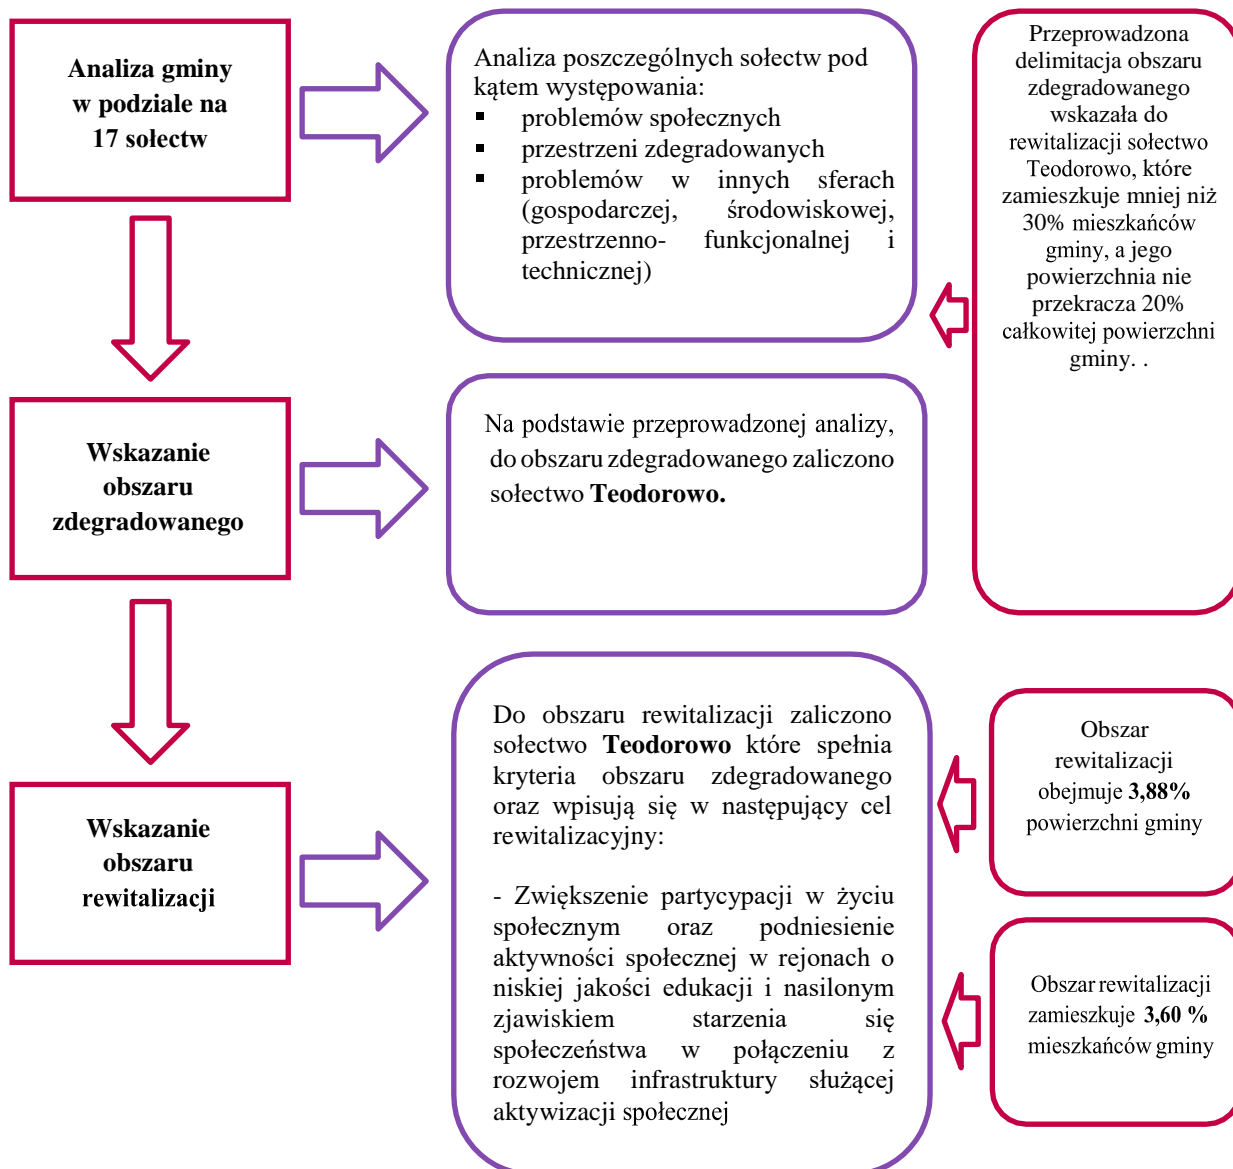 Analiza gminy
w podziale na
17 sołectw
Analiza poszczególnych sołectw pod
kątem występowania:
▪ problemów społecznych
▪ przestrzeni zdegradowanych
▪ problemów w innych sferach
(gospodarczej, środowiskowej,
przestrzenno- funkcjonalnej i
technicznej)
Przeprowadzona
delimitacja obszaru
zdegradowanego
wskazała do
rewitalizacji sołectwo
Teodorowo, które
zamieszkuje mniej niż
30% mieszkańców
gminy, a jego
powierzchnia nie
przekracza 20%
całkowitej powierzchni
gminy. .
Wskazanie
obszaru
zdegradowanego
Na podstawie przeprowadzonej analizy,
do obszaru zdegradowanego zaliczono
sołectwo Teodorowo.
Wskazanie
obszaru
rewitalizacji
Do obszaru rewitalizacji zaliczono
sołectwo Teodorowo które spełnia
kryteria obszaru zdegradowanego
oraz wpisują się w następujący cel
rewitalizacyjny:
- Zwiększenie partycypacji w życiu
społecznym oraz podniesienie
aktywności społecznej w rejonach o
niskiej jakości edukacji i nasilonym
zjawiskiem starzenia się
społeczeństwa w połączeniu z
rozwojem infrastruktury służącej
aktywizacji społecznej
Obszar
rewitalizacji
obejmuje 3,88%
powierzchni gminy
Obszar rewitalizacji
zamieszkuje 3,60 %
mieszkańców gminy